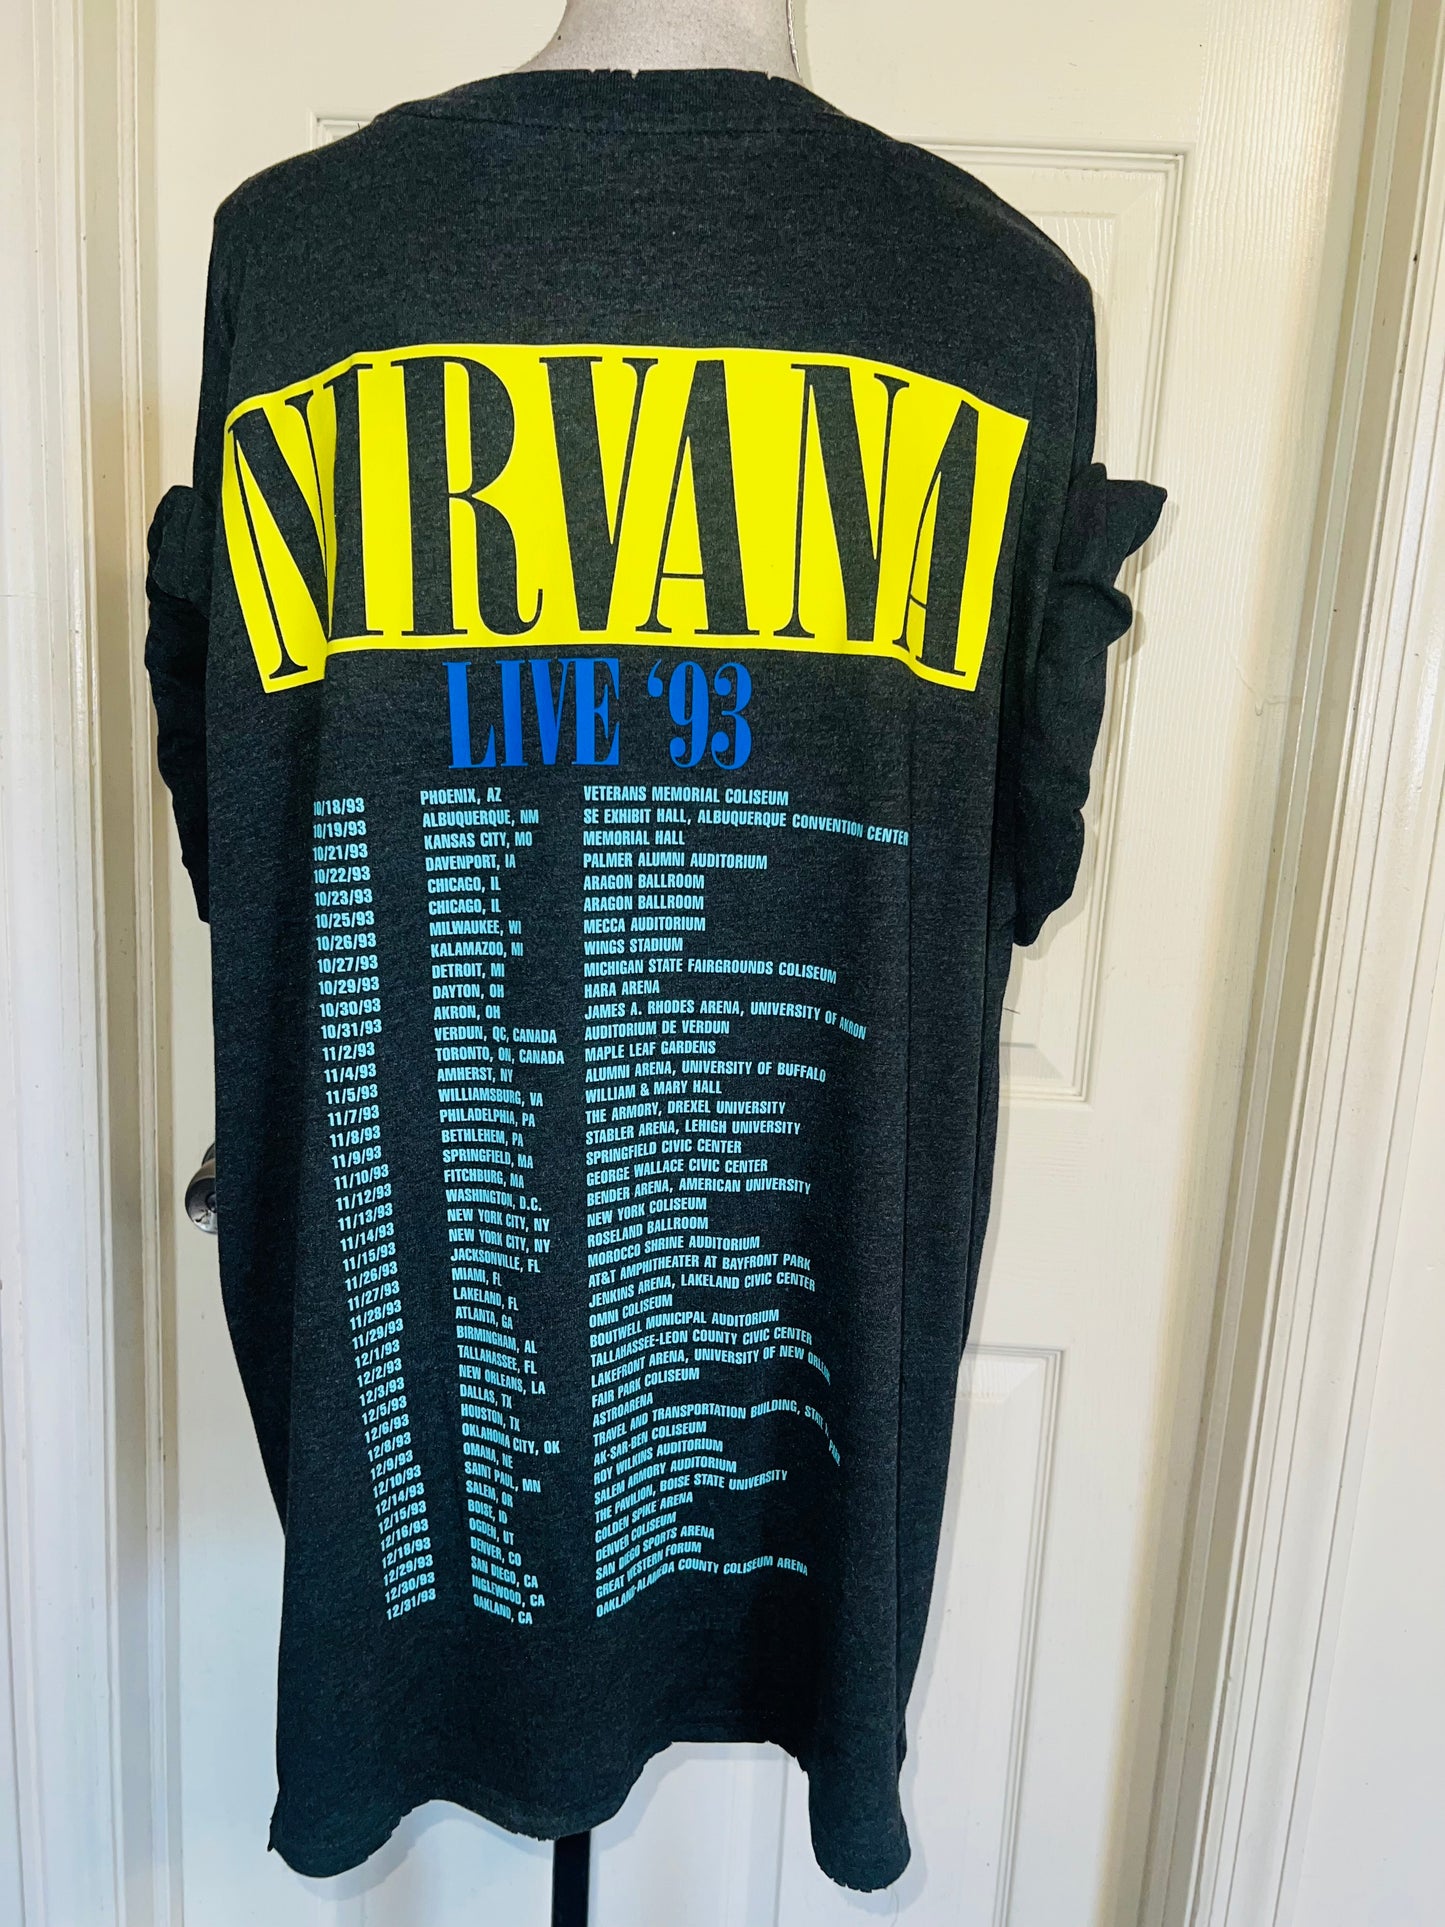 NIRVANA
LIVE '93
10/18/93 PHOENIX, AZ VETERANS MEMORIAL COLISEUM
10/19/93 ALBUQUERQUE, NM SE EXHIBIT HALL, ALBUQUERQUE CONVENTION CENTER
10/21/93 KANSAS CITY, MO MEMORIAL HALL
10/22/93 DAVENPORT, IA PALMER ALUMNI AUDITORIUM
10/23/93 CHICAGO, IL ARAGON BALLROOM
10/25/93 CHICAGO, IL ARAGON BALLROOM
10/26/93 MILWAUKEE, WI MECCA AUDITORIUM
10/27/93 KALAMAZOO, MI WINGS STADIUM
10/29/93 DETROIT, MI MICHIGAN STATE FAIRGROUNDS COLISEUM
10/30/93 DAYTON, OH HARA ARENA
10/31/93 AKRON, OH JAMES A. RHODES ARENA, UNIVERSITY OF AKRON
11/2/93 VERDUN, QC, CANADA AUDITORIUM DE VERDUN
11/4/93 TORONTO, ON, CANADA MAPLE LEAF GARDENS
11/5/93 AMHERST, NY ALUMNI ARENA, UNIVERSITY OF BUFFALO
11/7/93 WILLIAMSBURG, VA WILLIAM & MARY HALL
11/8/93 PHILADELPHIA, PA THE ARMORY, DREXEL UNIVERSITY
11/9/93 BETHLEHEM, PA STABLER ARENA, LEHIGH UNIVERSITY
11/10/93 SPRINGFIELD, MA SPRINGFIELD CIVIC CENTER
11/12/93 FITCHBURG, MA GEORGE WALLACE CIVIC CENTER
11/13/93 WASHINGTON, D.C. BENDER ARENA, AMERICAN UNIVERSITY
11/14/93 NEW YORK CITY, NY NEW YORK COLISEUM
11/15/93 NEW YORK CITY, NY ROSELAND BALLROOM
11/26/93 JACKSONVILLE, FL MOROCCO SHRINE AUDITORIUM
11/27/93 MIAMI, FL AT&T AMPHITHEATER AT BAYFRONT PARK
11/28/93 LAKELAND, FL JENKINS ARENA, LAKELAND CIVIC CENTER
11/29/93 ATLANTA, GA OMNI COLISEUM
12/1/93 BIRMINGHAM, AL BOUTWELL MUNICIPAL AUDITORIUM
12/2/93 TALLAHASSEE, FL TALLAHASSEE-LEON COUNTY CIVIC CENTER
12/3/93 NEW ORLEANS, LA LAKEFRONT ARENA, UNIVERSITY OF NEW
12/5/93 DALLAS, TX FAIR PARK COLISEUM
12/6/93 HOUSTON, TX ASTROARENA
12/8/93 OKLAHOMA CITY, OK TRAVEL AND TRANSPORTATION BUILDING, STATE
12/9/93 OMAHA, NE AK-SAR-BEN COLISEUM
12/10/93 SAINT PAUL, MN ROY WILKINS AUDITORIUM
12/14/93 SALEM, OR SALEM ARMORY AUDITORIUM
12/15/93 BOISE, ID THE PAVILION, BOISE STATE UNIVERSITY
12/16/93 OGDEN, UT GOLDEN SPIKE ARENA
12/18/93 DENVER, CO DENVER COLISEUM
12/29/93 SAN DIEGO, CA SAN DIEGO SPORTS ARENA
12/30/93 INGLEWOOD, CA GREAT WESTERN FORUM
12/31/93 OAKLAND, CA OAKLAND-ALAMEDA COUNTY COLISEUM ARENA